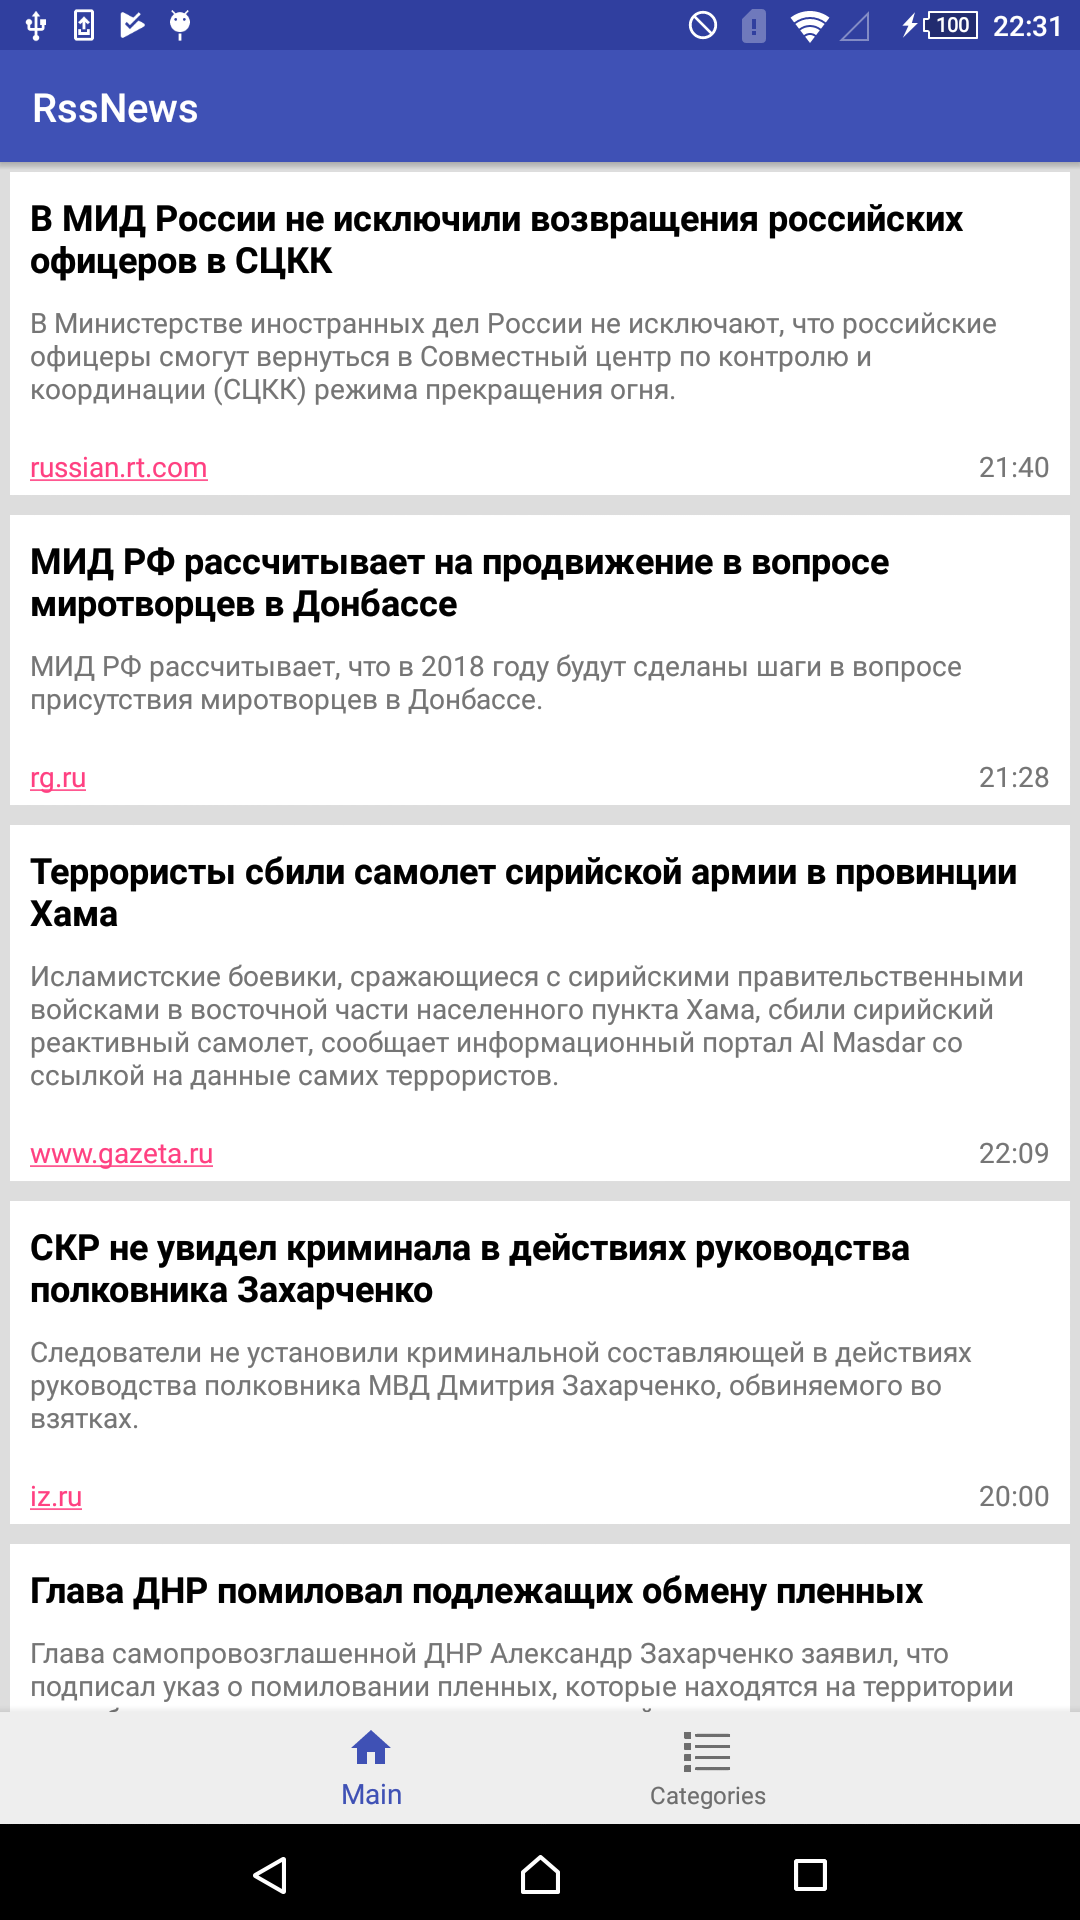 100 22:31
RssNews
В МИД России не исключили возвращения российских
офицеров в СЦКК
В Министерстве иностранных дел России не исключают, что российские
офицеры смогут вернуться в Совместный центр по контролю и
координации (СЦКК) режима прекращения огня.
russian.rt.com 21:40
МИД РФ рассчитывает на продвижение в вопросе
миротворцев в Донбассе
МИД РФ рассчитывает, что в 2018 году будут сделаны шаги в вопросе
присутствия миротворцев в Донбассе.
rg.ru 21:28
Террористы сбили самолет сирийской армии в провинции
Хама
Исламистские боевики, сражающиеся с сирийскими правительственными
войсками в восточной части населенного пункта Хама, сбили сирийский
реактивный самолет, сообщает информационный портал Al Masdar со
ссылкой на данные самих террористов.
www.gazeta.ru 22:09
СКР не увидел криминала в действиях руководства
полковника Захарченко
Следователи не установили криминальной составляющей в действиях
руководства полковника МВД Дмитрия Захарченко, обвиняемого во
взятках.
iz.ru 20:00
Глава ДНР помиловал подлежащих обмену пленных
Глава самопровозглашенной ДНР Александр Захарченко заявил, что
подписал указ о помиловании пленных, которые находятся на территории
Main Categories